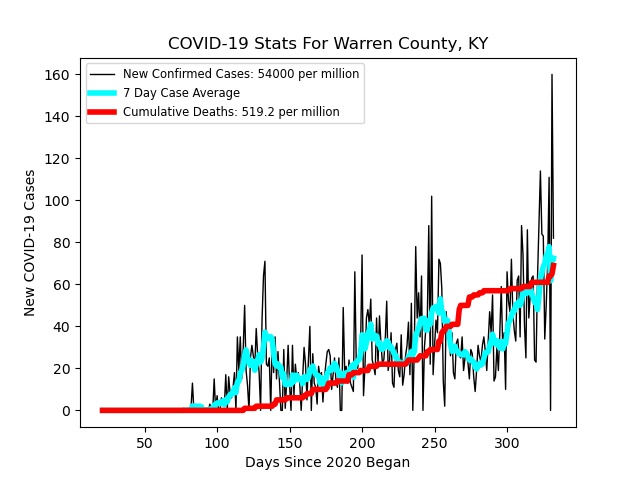 COVID-19 Stats For Warren County, KY
New Confirmed Cases: 54000 per million
7 Day Case Average
Cumulative Deaths: 519.2 per million
New COVID-19 Cases
160
140
120
100
80
60
40
20
0
50 100 150 200 250 300
Days Since 2020 Began